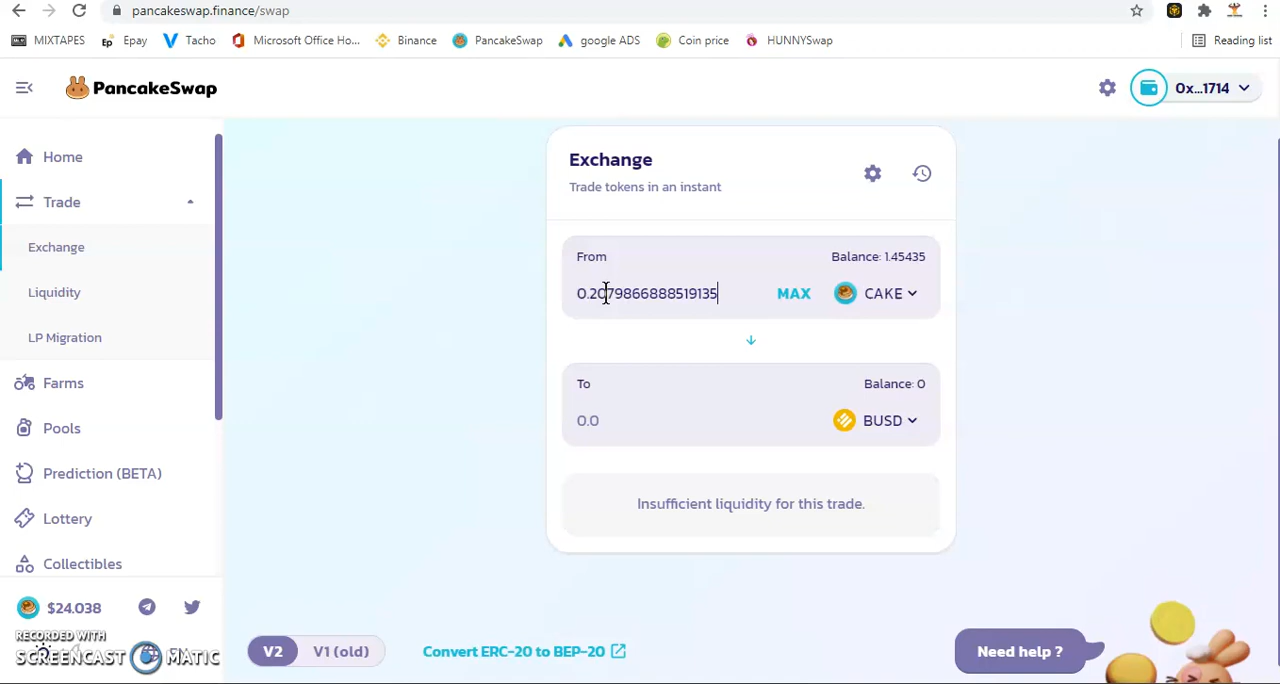 pancakeswap.finance/swap
MIXTAPES Epay Tacho Microsoft Office Ho... Binance PancakeSwap google ADS Coin price HUNNYSwap Reading list
PancakeSwap
0x...1714
Home
Trade
Exchange
Liquidity
LP Migration
Farms
Pools
Prediction (BETA)
Lottery
Collectibles
$24.038
RECORDED WITH
SCREENCAST MATIC
Exchange
Trade tokens in an instant
From Balance: 1.45435
0.2079866888519135 MAX CAKE
To Balance: 0
0.0 BUSD
Insufficient liquidity for this trade.
V2 V1 (old) Convert ERC-20 to BEP-20
Need help ?